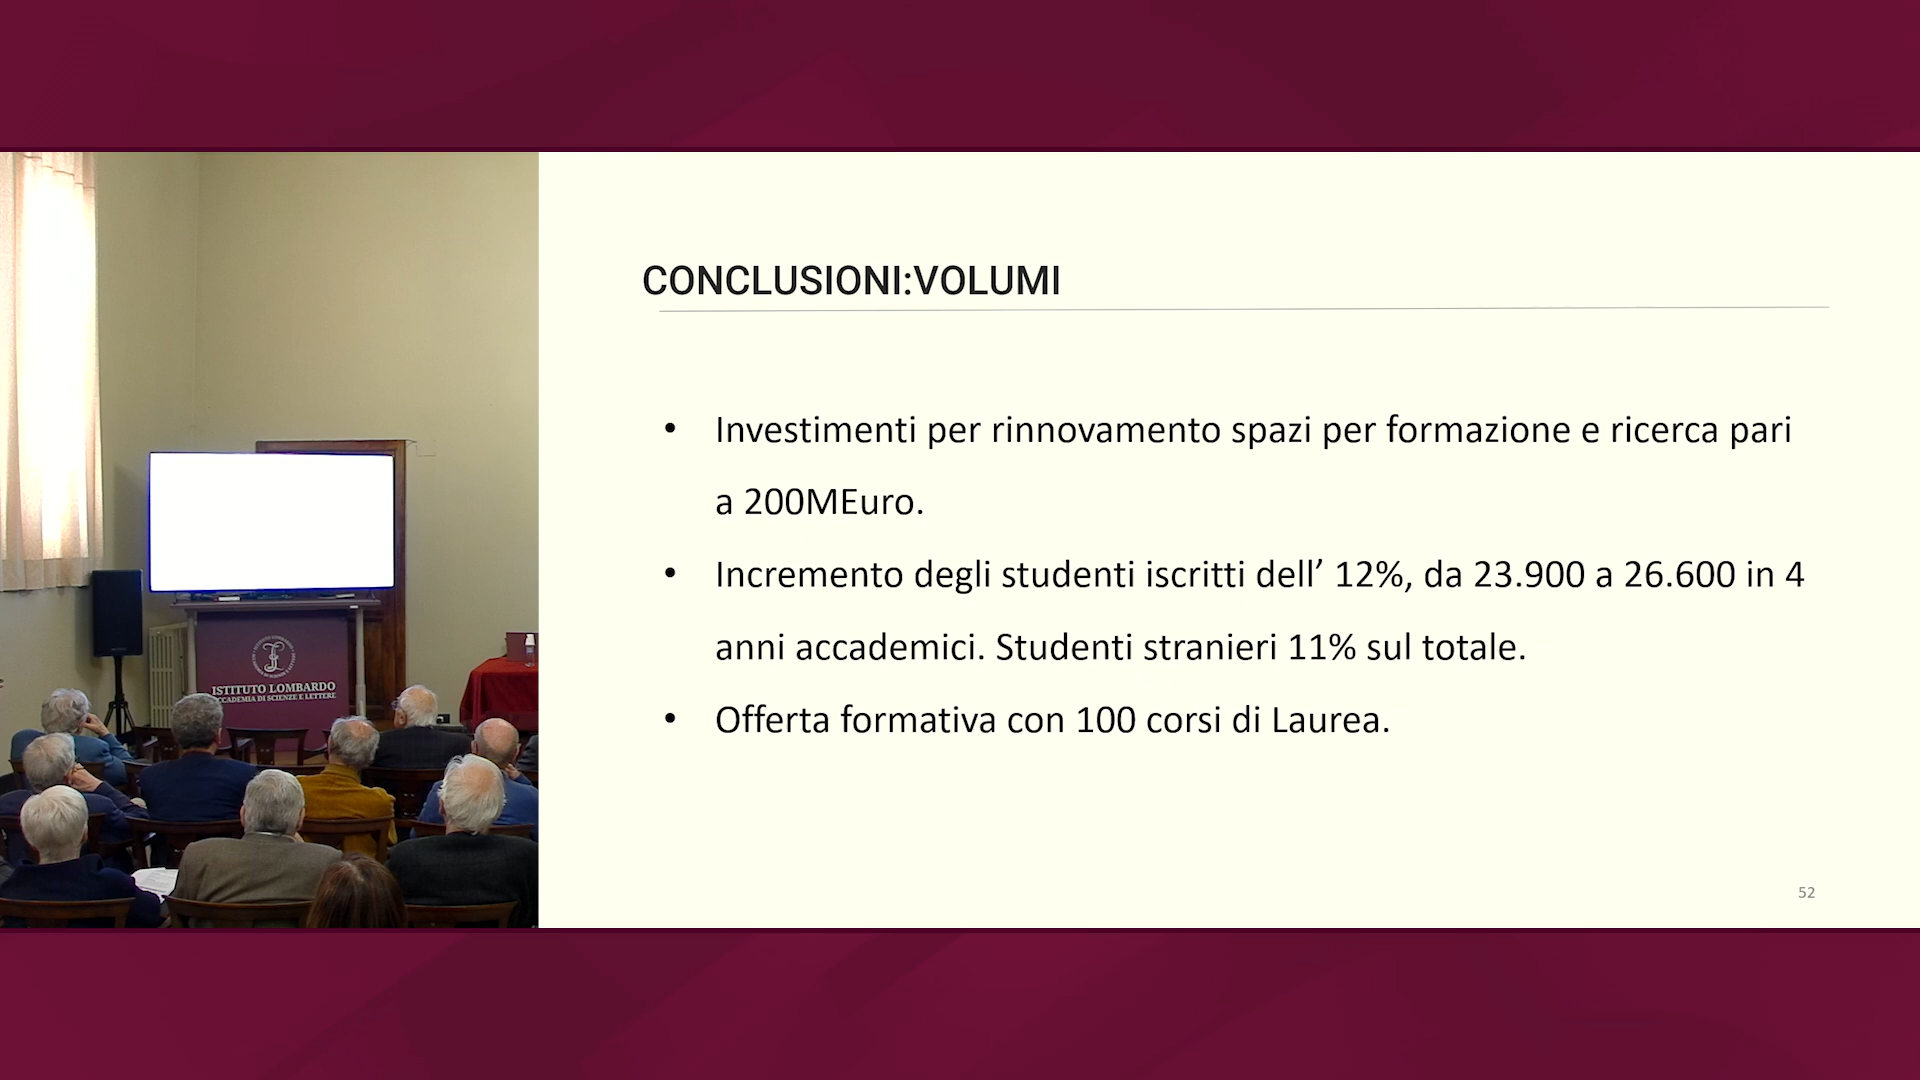 CONCLUSIONI:VOLUMI
• Investimenti per rinnovamento spazi per formazione e ricerca pari
a 200MEuro.
• Incremento degli studenti iscritti dell’ 12%, da 23.900 a 26.600 in 4
anni accademici. Studenti stranieri 11% sul totale.
• Offerta formativa con 100 corsi di Laurea.
52
ISTITUTO LOMBARDO
ACCADEMIA DI SCIENZE E LETTERE